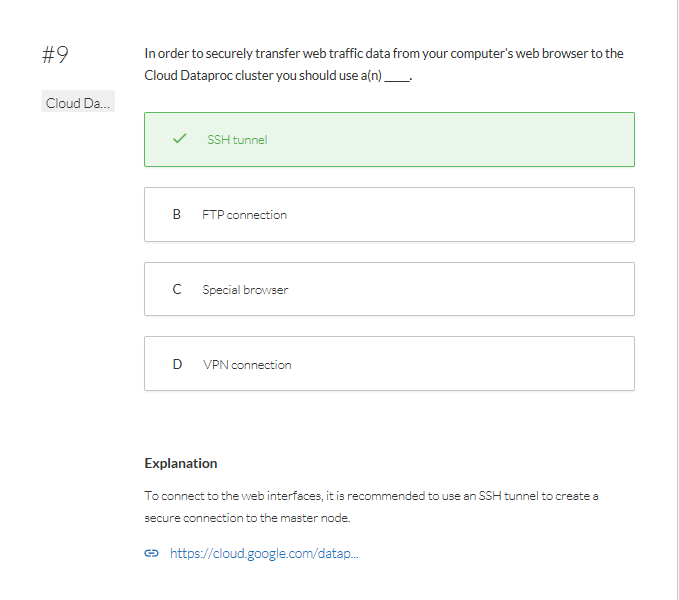 #9
Cloud Da...
In order to securely transfer web traffic data from your computer's web browser to the
Cloud Dataproc cluster you should use a(n) ____.
SSH tunnel
B FTP connection
C Special browser
D VPN connection
Explanation
To connect to the web interfaces, it is recommended to use an SSH tunnel to create a
secure connection to the master node.
https://cloud.google.com/datap...